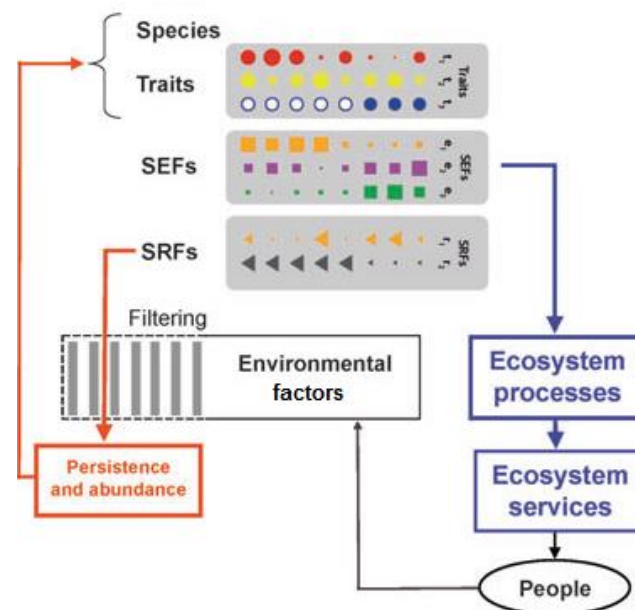 Species
Traits
Traits
SEFs
SEFs
SRFs
SRFs
Filtering
Environmental
factors
Ecosystem
processes
Persistence
and abundance
Ecosystem
services
People